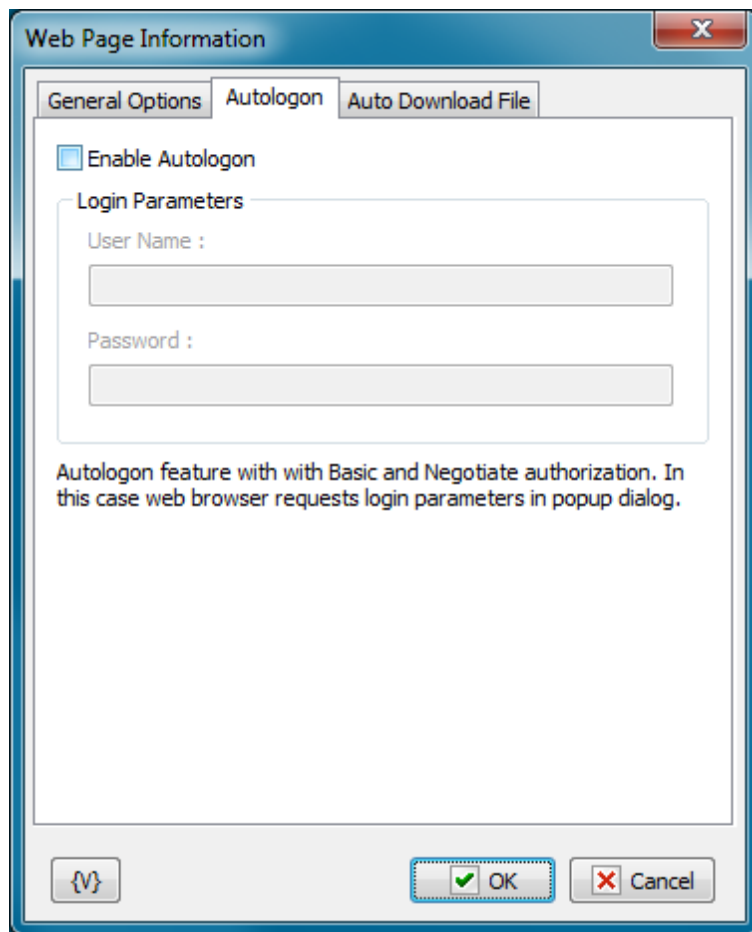 Web Page Information
General Options Autologon Auto Download File
Enable Autologon
Login Parameters
User Name :
Password :
Autologon feature with with Basic and Negotiate authorization. In
this case web browser requests login parameters in popup dialog.
{V} OK Cancel